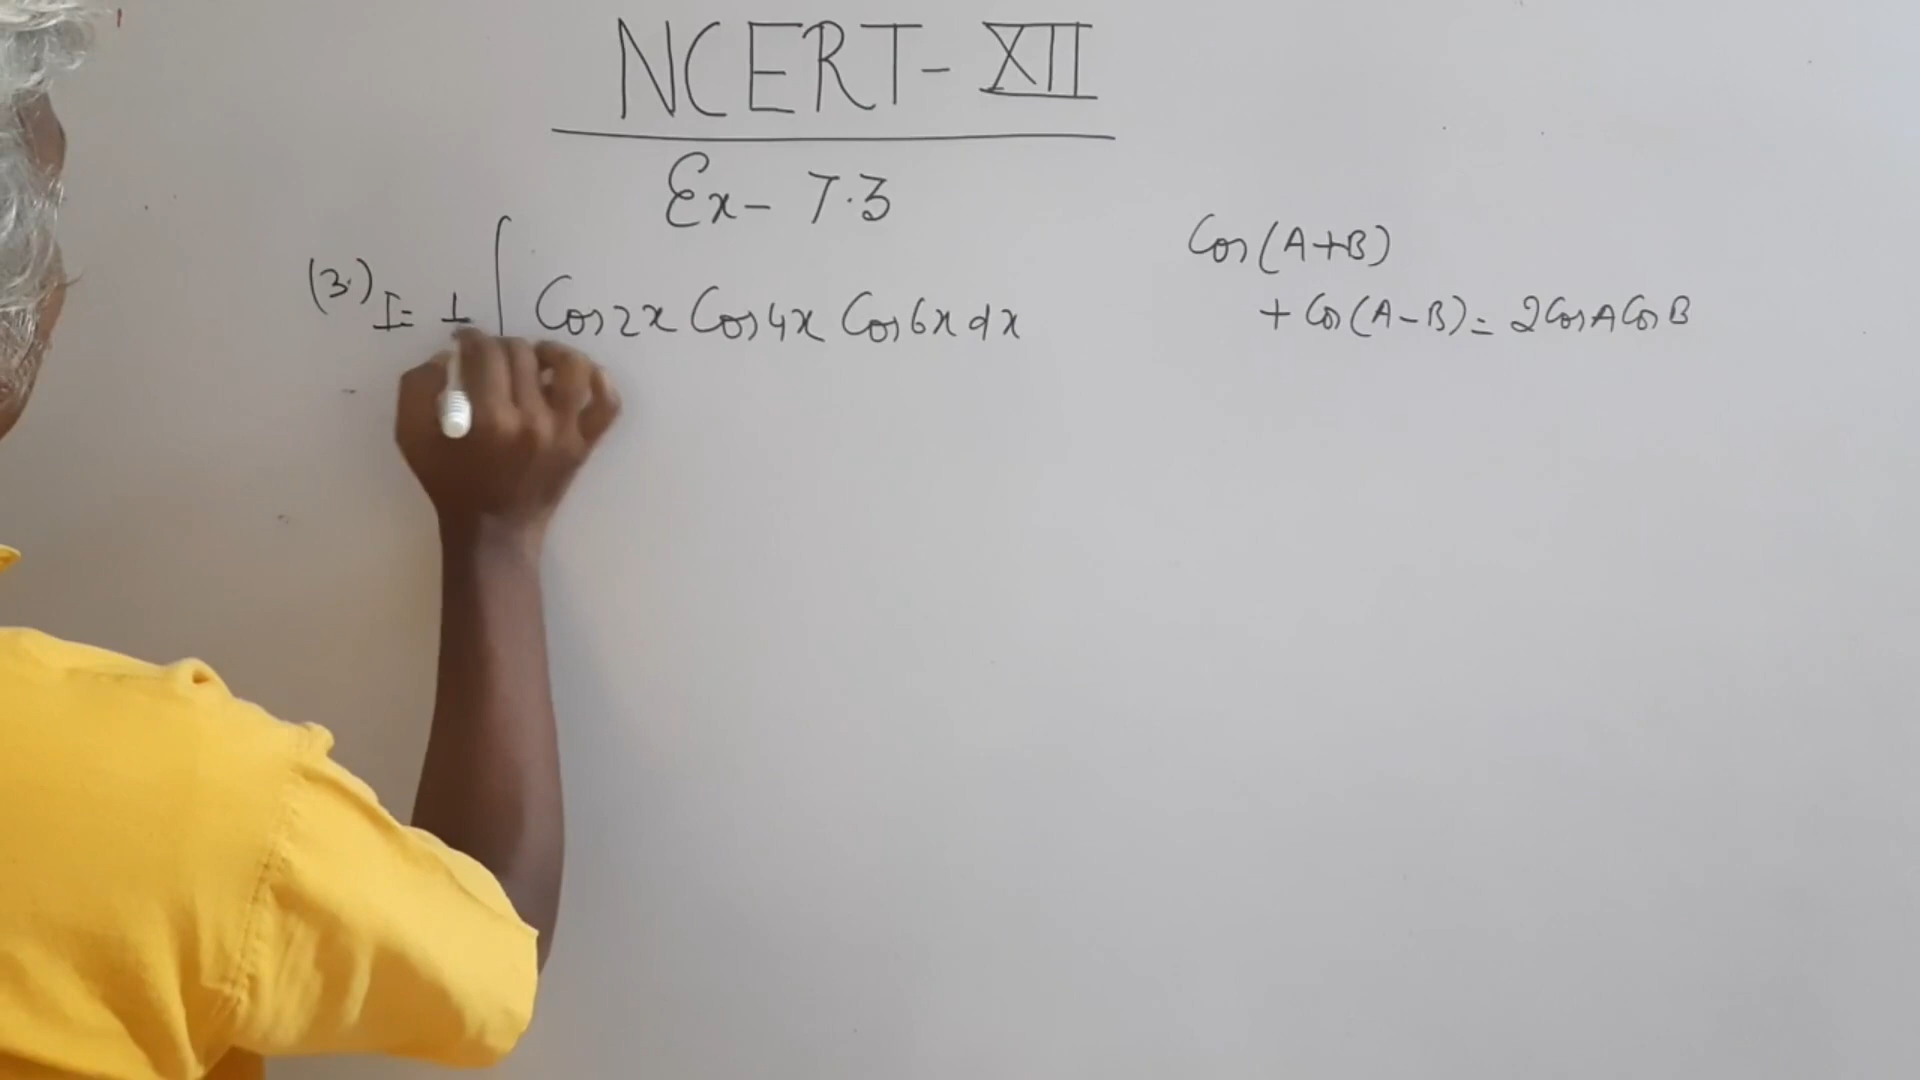 NCERT - XII
Ex - 7.3
(3.) I = 1 ∫ Cos2x Cos4x Cos6x dx
Cos(A+B)
+ Cos(A-B) = 2CosACosB